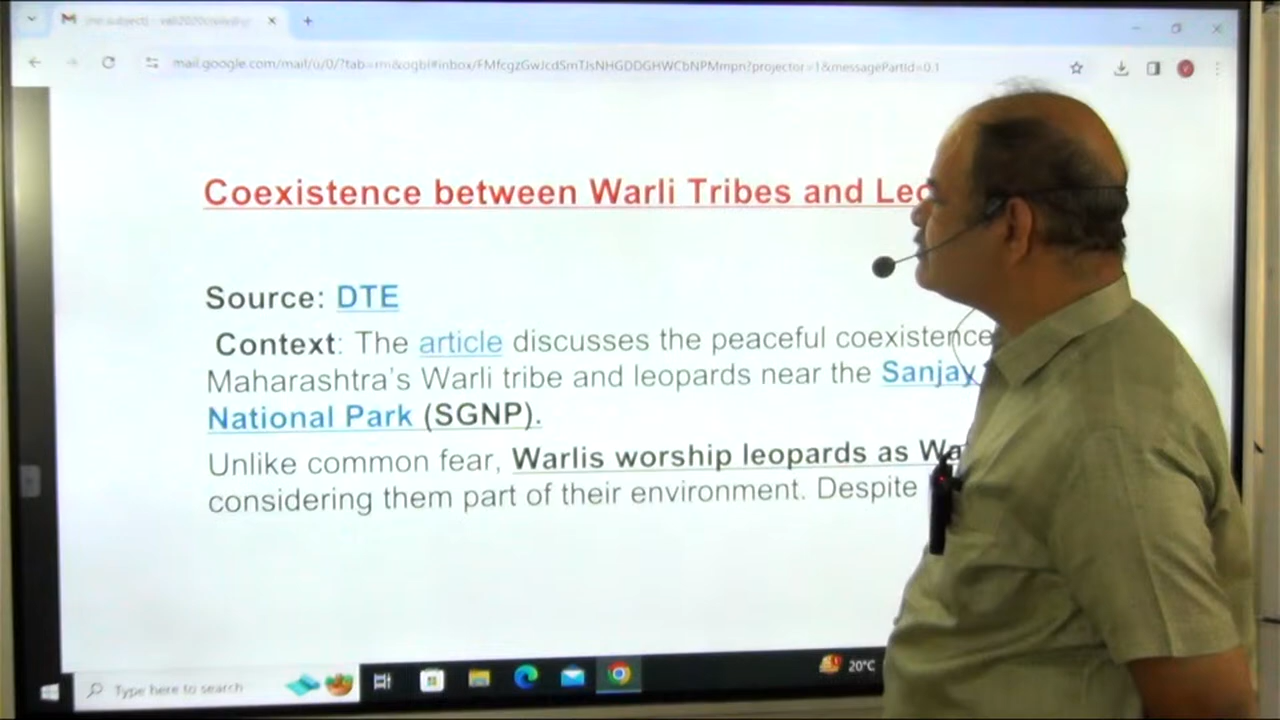 mail.google.com/mail/u/0/?tab=rm&ogbl#inbox/FMfcgzGwJcdSmTJsNHGDDGHWCbNPMmpn?projector=1&messagePartId=0.1
Coexistence between Warli Tribes and Leo
Source: DTE
Context: The article discusses the peaceful coexistence
Maharashtra's Warli tribe and leopards near the Sanjay
National Park (SGNP).
Unlike common fear, Warlis worship leopards as Wa
considering them part of their environment. Despite
Type here to search
20°C